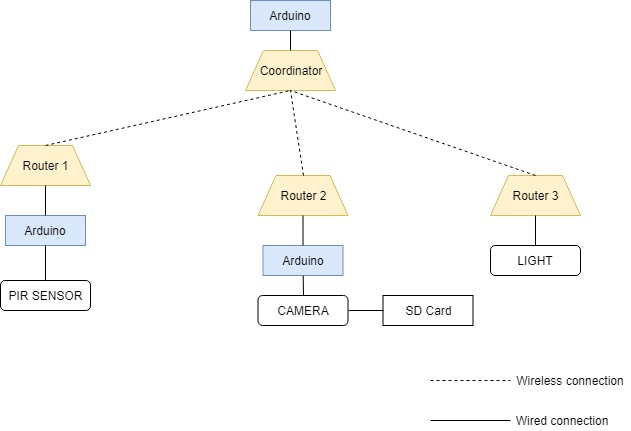 Arduino
Coordinator
Router 1
Router 2
Router 3
Arduino
Arduino
LIGHT
PIR SENSOR
CAMERA
SD Card
Wireless connection
Wired connection